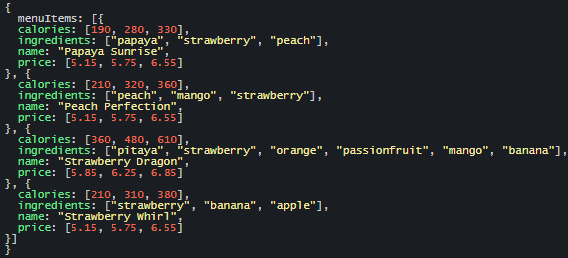 {
  menuItems: [{
  calories: [190, 280, 330],
  ingredients: ["papaya", "strawberry", "peach"],
  name: "Papaya Sunrise",
  price: [5.15, 5.75, 6.55]
}, {
  calories: [210, 320, 360],
  ingredients: ["peach", "mango", "strawberry"],
  name: "Peach Perfection",
  price: [5.15, 5.75, 6.55]
}, {
  calories: [360, 480, 610],
  ingredients: ["pitaya", "strawberry", "orange", "passionfruit", "mango", "banana"],
  name: "Strawberry Dragon",
  price: [5.85, 6.25, 6.85]
}, {
  calories: [210, 310, 380],
  ingredients: ["strawberry", "banana", "apple"],
  name: "Strawberry Whirl",
  price: [5.15, 5.75, 6.55]
}]
}